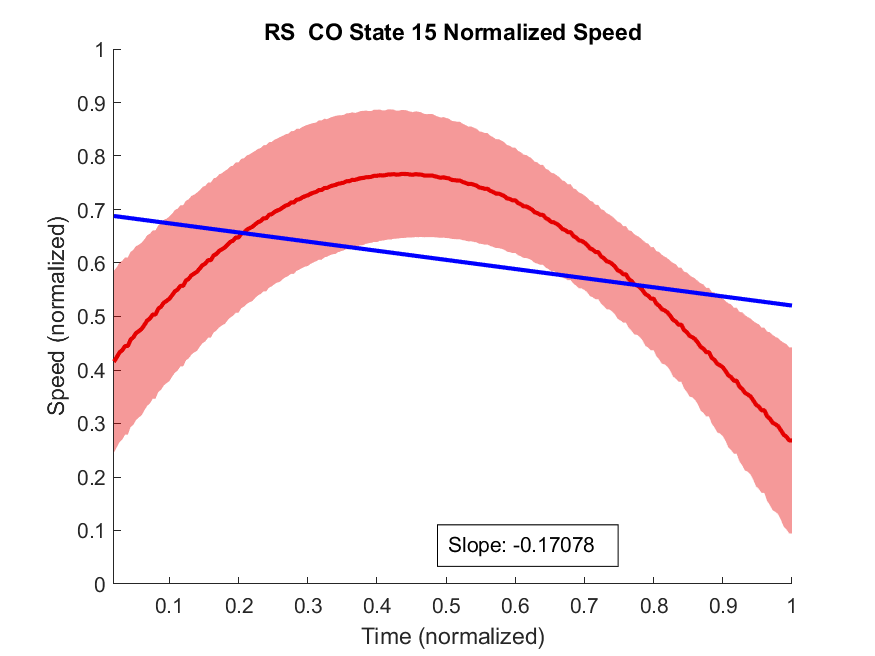 RS  CO State 15 Normalized Speed
1
0.9
0.8
0.7
0.6
0.5
0.4
0.3
0.2
0.1
0
Speed (normalized)
Slope: -0.17078
0.1 0.2 0.3 0.4 0.5 0.6 0.7 0.8 0.9 1
Time (normalized)